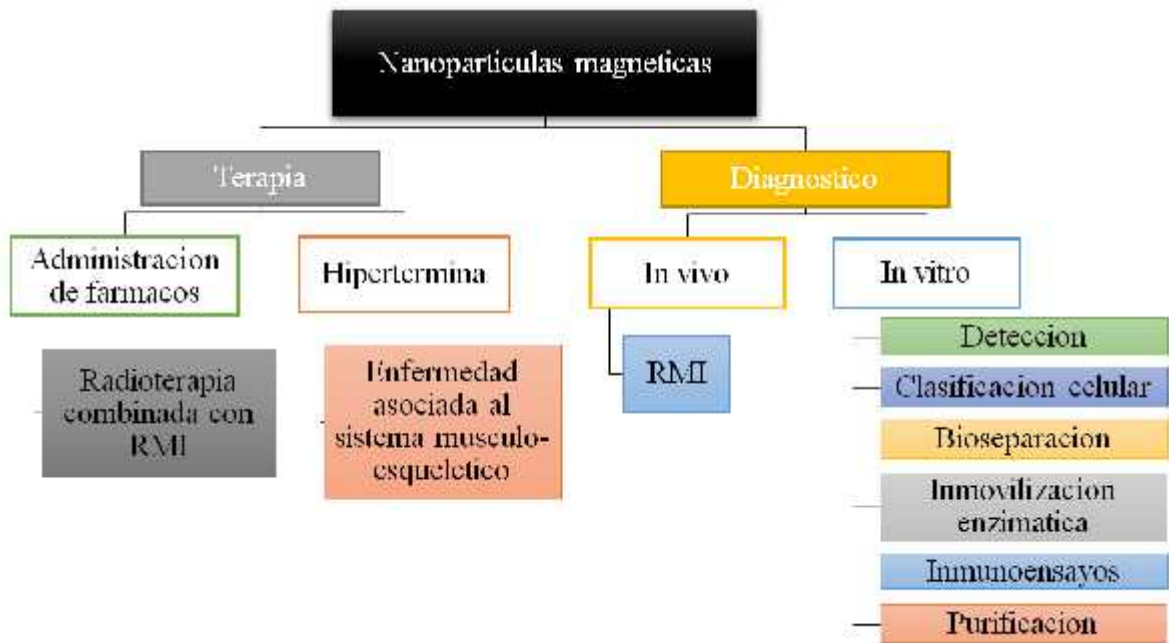 Nanoparticulas magneticas
Terapia
Diagnostico
Administracion
de farmacos
Hipertermina
In vivo
In vitro
Radioterapia
combinada con
RMI
Enfermedad
asociada al
sistema musculo-
esqueletico
RMI
Deteccion
Clasificacion celular
Bioseparacion
Inmovilizacion
enzimatica
Inmunoensayos
Purificacion